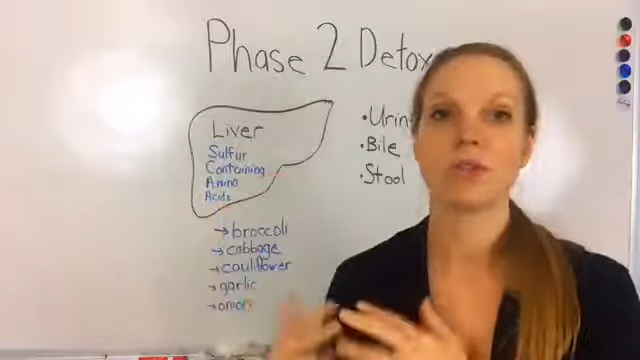 Phase 2 Detox
Liver
Sulfur
Containing
Amino
Acids
• Urin
• Bile
• Stool
→ broccoli
→ cabbage
→ cauliflower
→ garlic
→ onion